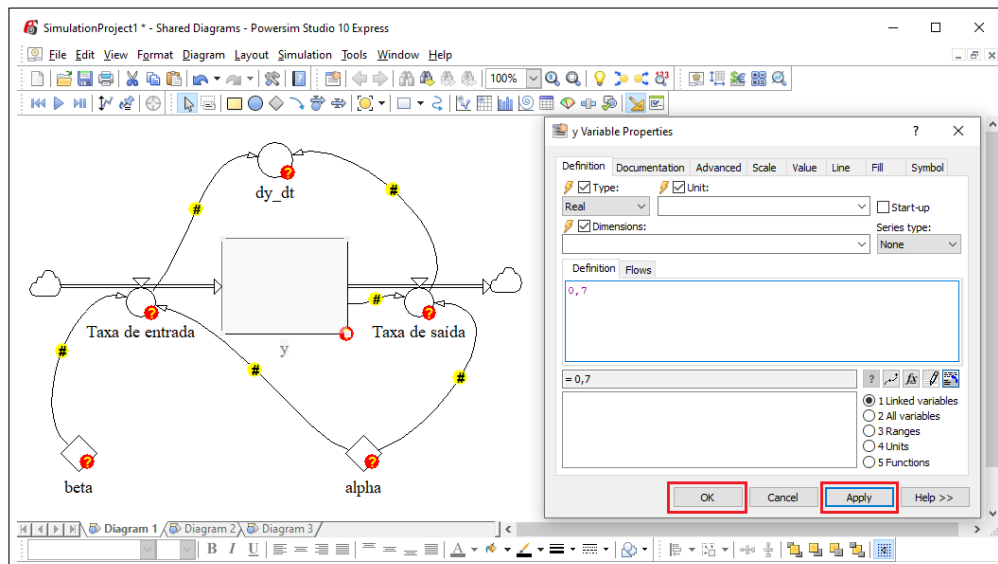 SimulationProject1 * - Shared Diagrams - Powersim Studio 10 Express
File Edit View Format Diagram Layout Simulation Tools Window Help
100%
y Variable Properties
? ×
Definition Documentation Advanced Scale Value Line Fill Symbol
Type: Unit:
Real Start-up
Dimensions: Series type:
None
Definition Flows
0,7
= 0,7
? fx
1 Linked variables
2 All variables
3 Ranges
4 Units
5 Functions
OK Cancel Apply Help >>
?
dy_dt
# #
#
? ?
Taxa de entrada Taxa de saída
y
# # #
? ?
beta alpha
Diagram 1 Diagram 2 Diagram 3
B I U A